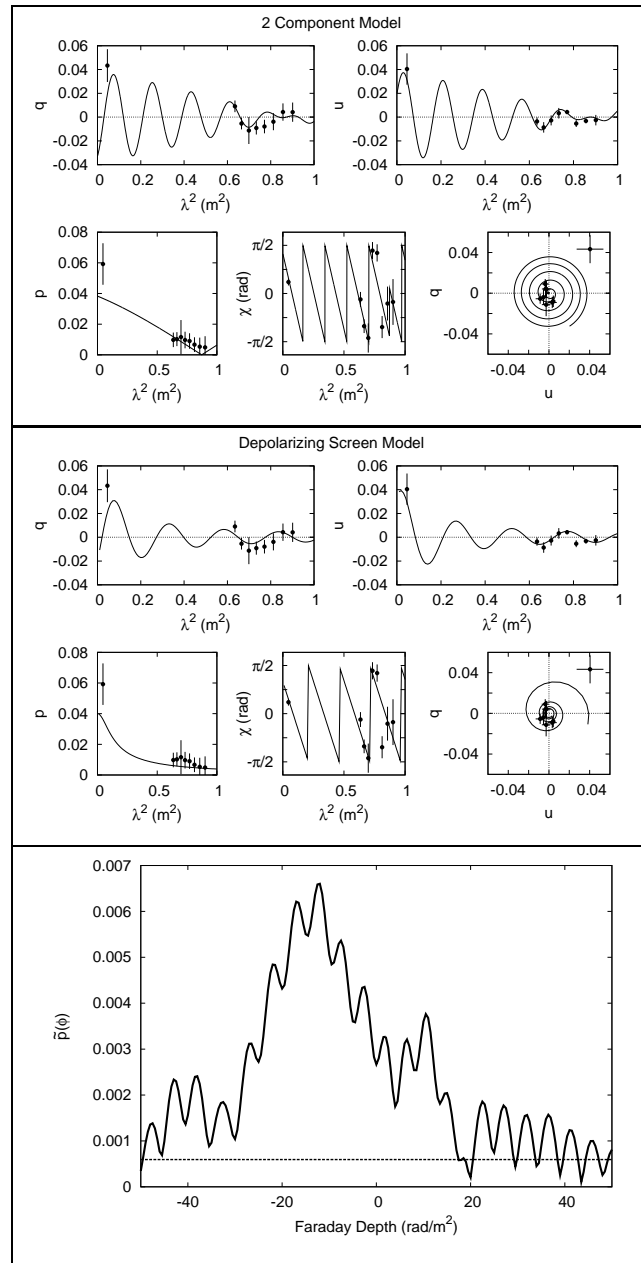 2 Component Model
0.06
0.04
0.02
0
-0.02
-0.04
q
0 0.2 0.4 0.6 0.8 1
λ² (m²)
0.06
0.04
0.02
0
-0.02
-0.04
u
0 0.2 0.4 0.6 0.8 1
λ² (m²)
0.08
0.06
0.04
0.02
0
p
0 0.5 1
λ² (m²)
π/2
0
-π/2
χ (rad)
0 0.5 1
λ² (m²)
0.04
0
-0.04
q
-0.04 0 0.04
u
Depolarizing Screen Model
0.06
0.04
0.02
0
-0.02
-0.04
q
0 0.2 0.4 0.6 0.8 1
λ² (m²)
0.06
0.04
0.02
0
-0.02
-0.04
u
0 0.2 0.4 0.6 0.8 1
λ² (m²)
0.08
0.06
0.04
0.02
0
p
0 0.5 1
λ² (m²)
π/2
0
-π/2
χ (rad)
0 0.5 1
λ² (m²)
0.04
0
-0.04
q
-0.04 0 0.04
u
0.007
0.006
0.005
0.004
0.003
0.002
0.001
0
p̃(ϕ)
-40 -20 0 20 40
Faraday Depth (rad/m²)